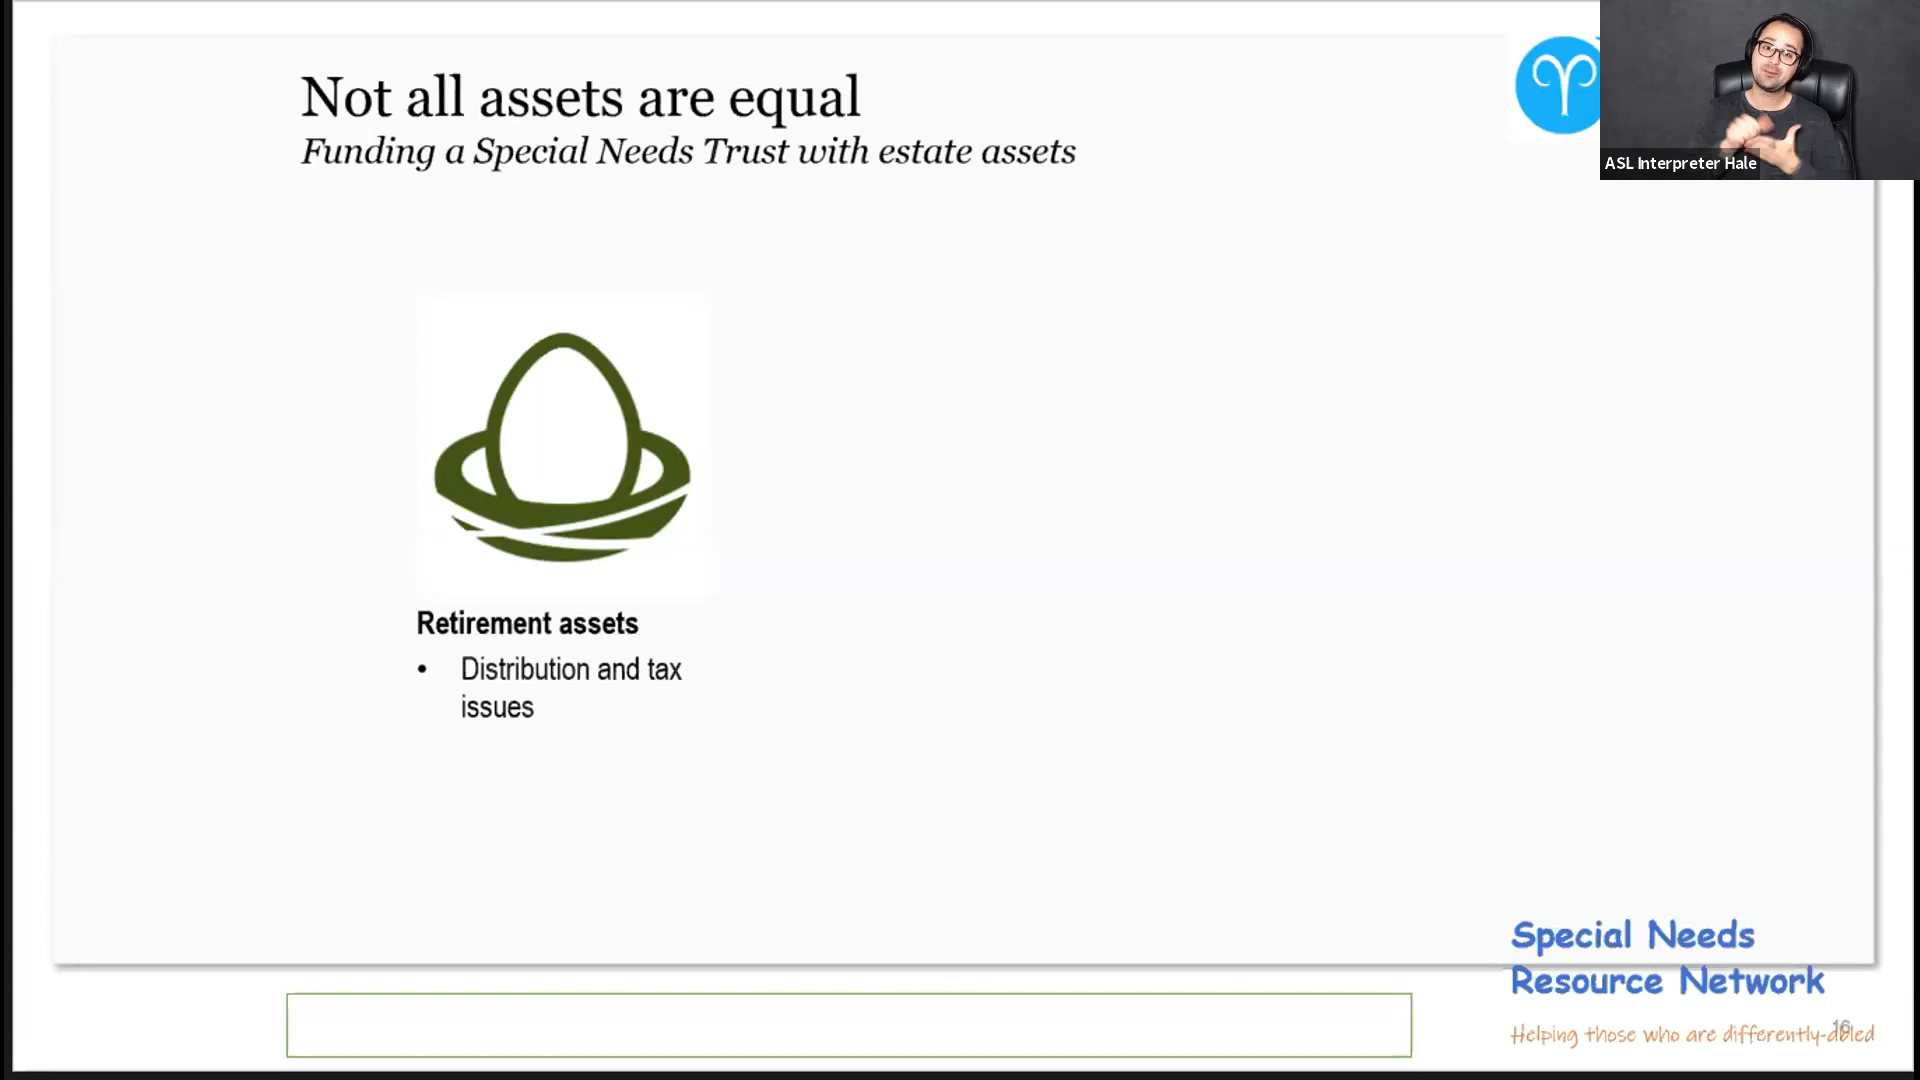 Not all assets are equal
Funding a Special Needs Trust with estate assets
ASL Interpreter Hale
Retirement assets
• Distribution and tax
issues
Special Needs
Resource Network
16
Helping those who are differently-abled